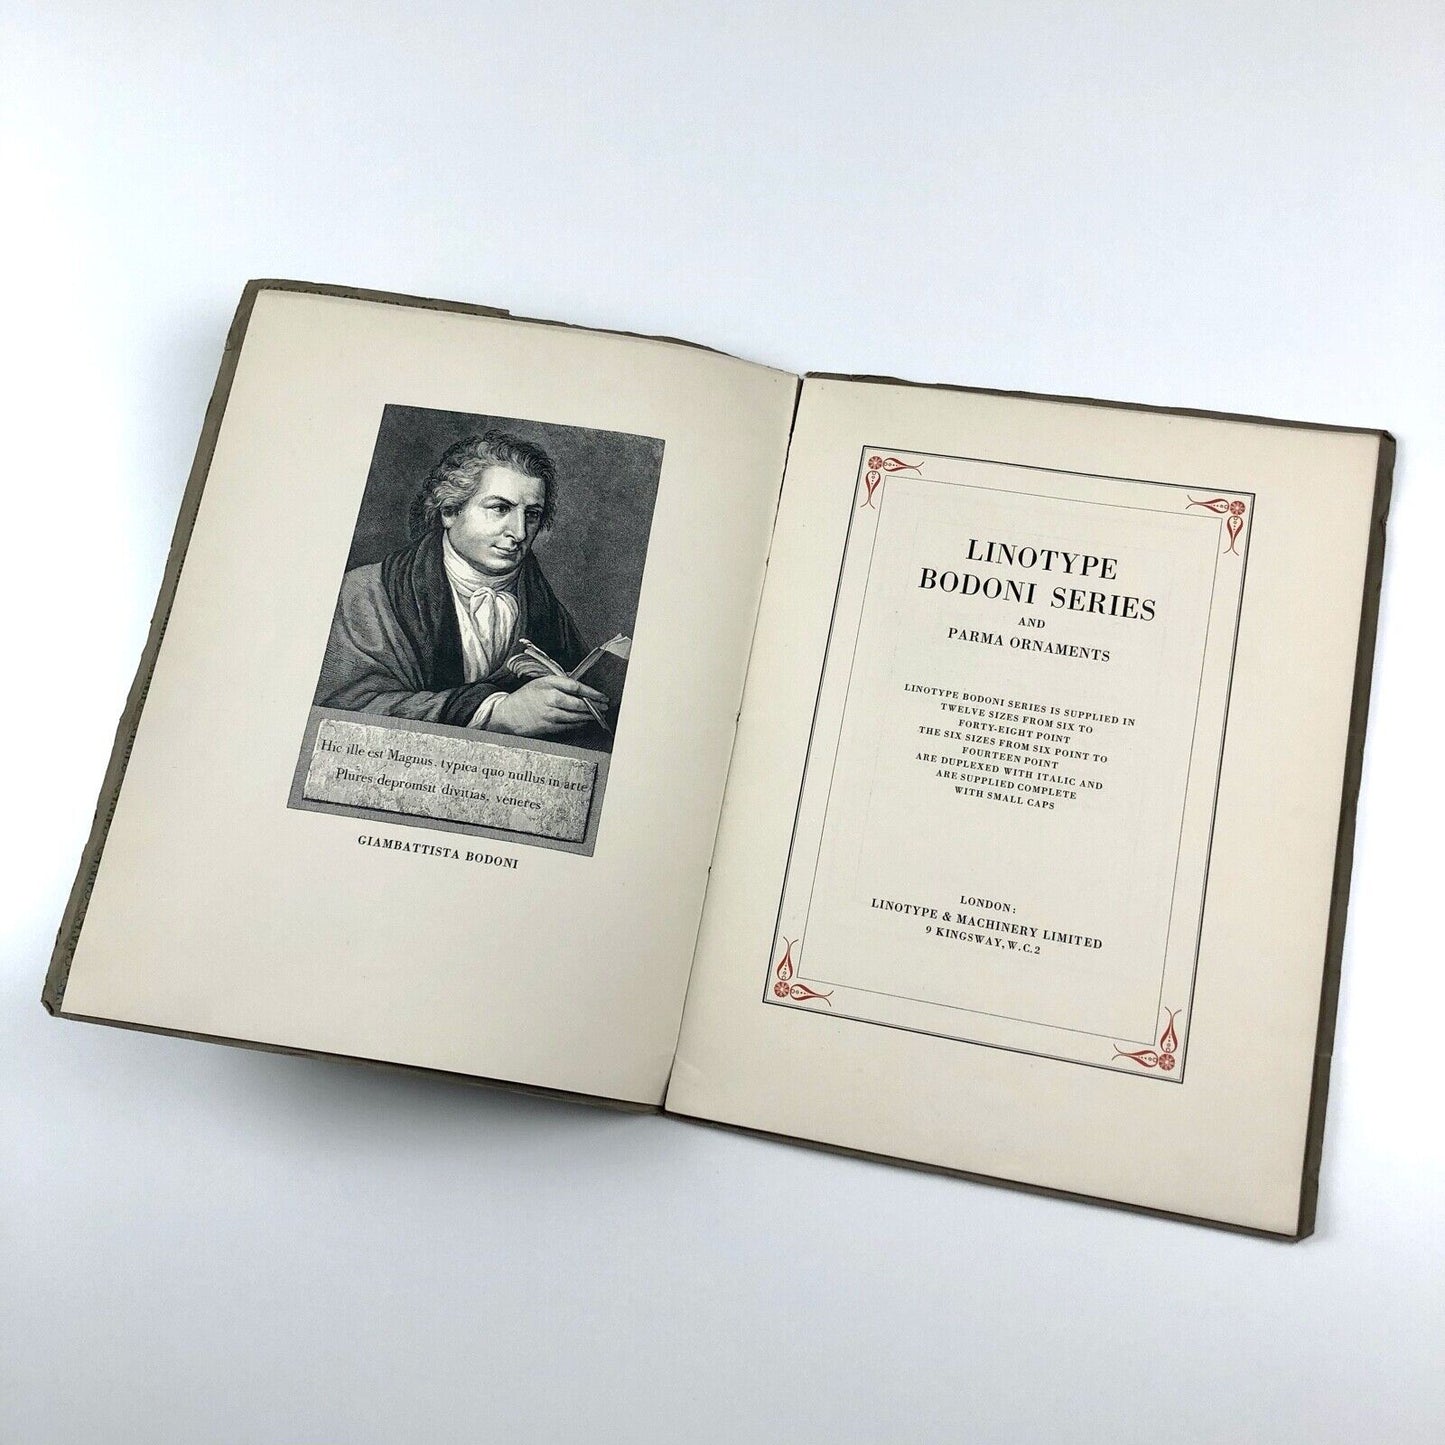 Hic ille est Magnus, typica quo nullus in arte
Plures depromsit divitias, veneres
GIAMBATTISTA BODONI
LINOTYPE
BODONI SERIES
AND
PARMA ORNAMENTS
LINOTYPE BODONI SERIES IS SUPPLIED IN
TWELVE SIZES FROM SIX TO
FORTY-EIGHT POINT
THE SIX SIZES FROM SIX POINT TO
FOURTEEN POINT
ARE DUPLEXED WITH ITALIC AND
ARE SUPPLIED COMPLETE
WITH SMALL CAPS
LONDON:
LINOTYPE & MACHINERY LIMITED
9 KINGSWAY, W.C.2